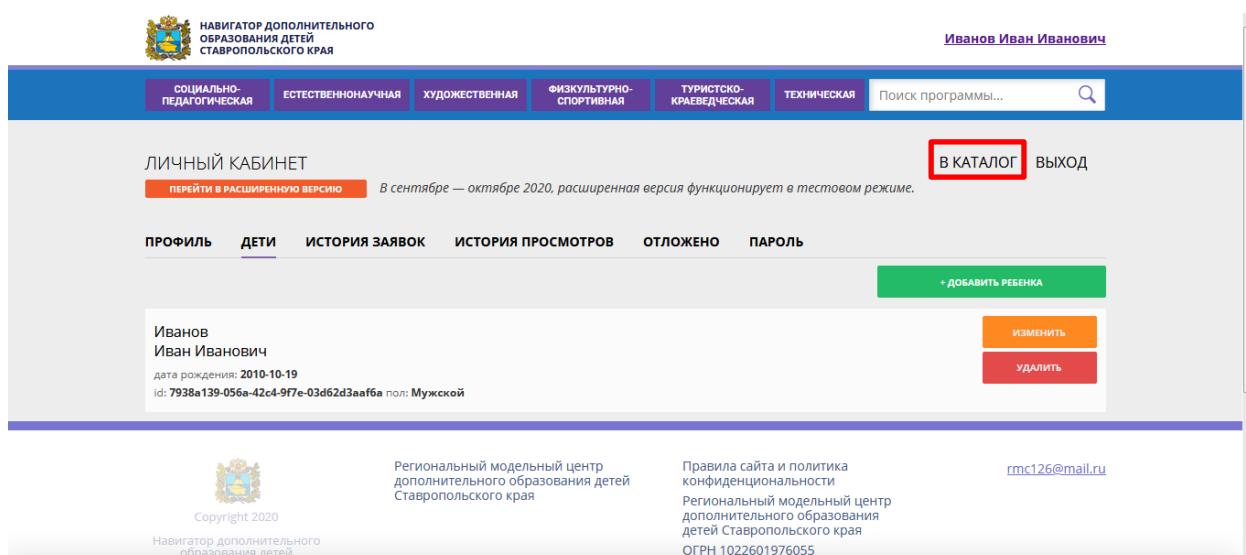 НАВИГАТОР ДОПОЛНИТЕЛЬНОГО
ОБРАЗОВАНИЯ ДЕТЕЙ
СТАВРОПОЛЬСКОГО КРАЯ
Иванов Иван Иванович
СОЦИАЛЬНО-
ПЕДАГОГИЧЕСКАЯ
ЕСТЕСТВЕННОНАУЧНАЯ
ХУДОЖЕСТВЕННАЯ
ФИЗКУЛЬТУРНО-
СПОРТИВНАЯ
ТУРИСТСКО-
КРАЕВЕДЧЕСКАЯ
ТЕХНИЧЕСКАЯ
Поиск программы...
ЛИЧНЫЙ КАБИНЕТ
В КАТАЛОГ ВЫХОД
ПЕРЕЙТИ В РАСШИРЕННУЮ ВЕРСИЮ
В сентябре — октябре 2020, расширенная версия функционирует в тестовом режиме.
ПРОФИЛЬ ДЕТИ ИСТОРИЯ ЗАЯВОК ИСТОРИЯ ПРОСМОТРОВ ОТЛОЖЕНО ПАРОЛЬ
+ ДОБАВИТЬ РЕБЕНКА
Иванов
Иван Иванович
дата рождения: 2010-10-19
id: 7938a139-056a-42c4-9f7e-03d62d3aaf6a пол: Мужской
ИЗМЕНИТЬ
УДАЛИТЬ
Copyright 2020
Навигатор дополнительного
образования детей
Региональный модельный центр
дополнительного образования детей
Ставропольского края
Правила сайта и политика
конфиденциональности
Региональный модельный центр
дополнительного образования
детей Ставропольского края
ОГРН 1022601976055
rmc126@mail.ru